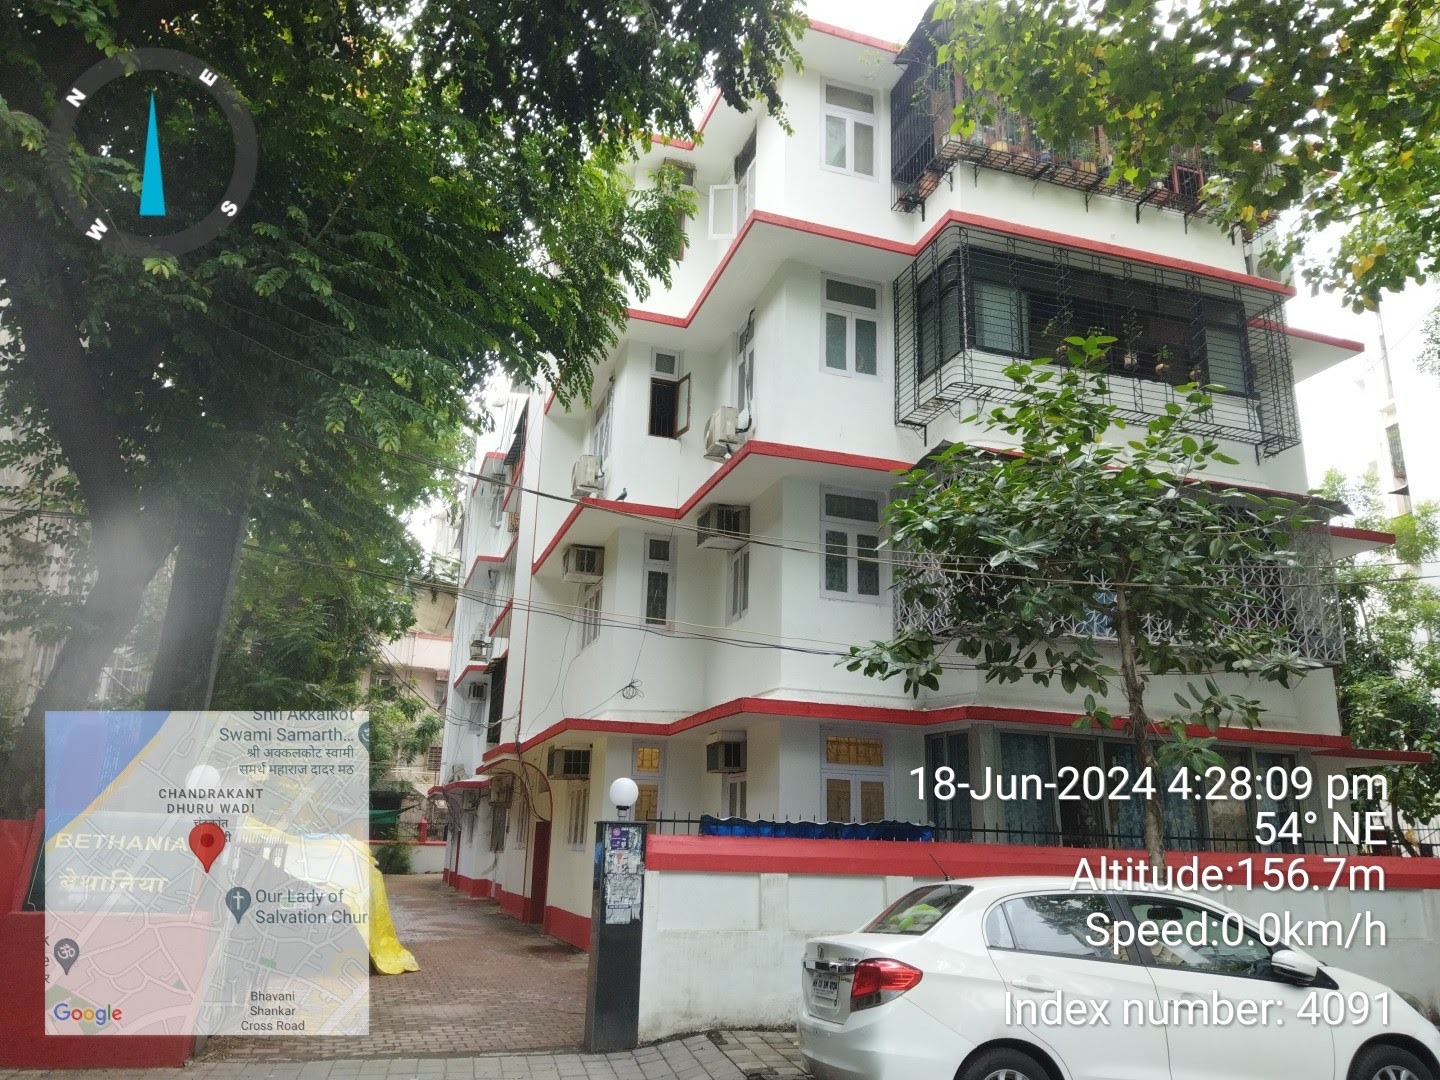 N
E
S
W
Shri Akkalkot
Swami Samarth...
श्री अक्कलकोट स्वामी
समर्थ महाराज दादर मठ
CHANDRAKANT
DHURU WADI
चंद्रकांत
BETHANIA
बेथानिया
Our Lady of
Salvation Chur
Bhavani
Shankar
Cross Road
Google
18-Jun-2024 4:28:09 pm
54° NE
Altitude:156.7m
Speed:0.0km/h
Index number: 4091